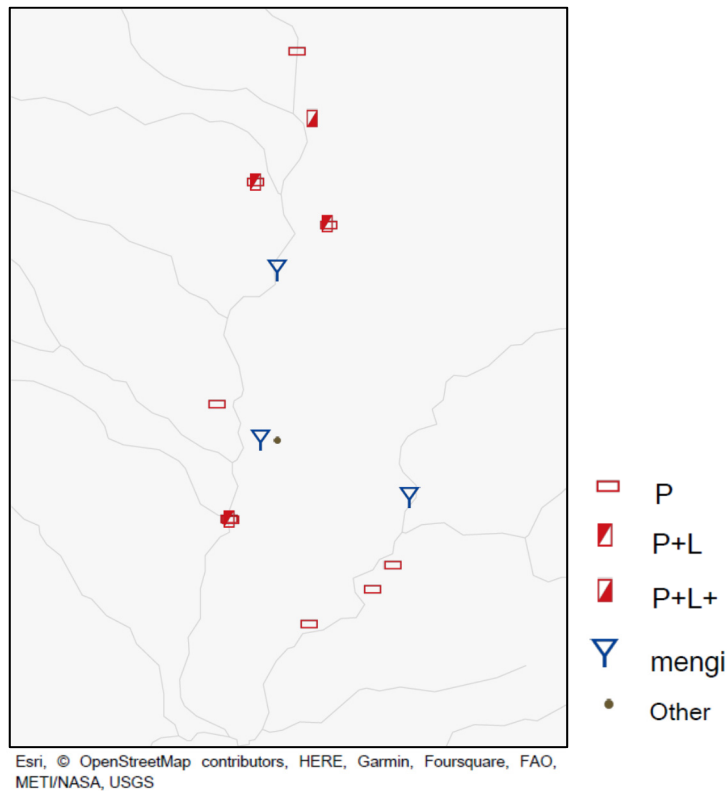 P
P+L
P+L+
mengi
Other
Esri, © OpenStreetMap contributors, HERE, Garmin, Foursquare, FAO,
METI/NASA, USGS